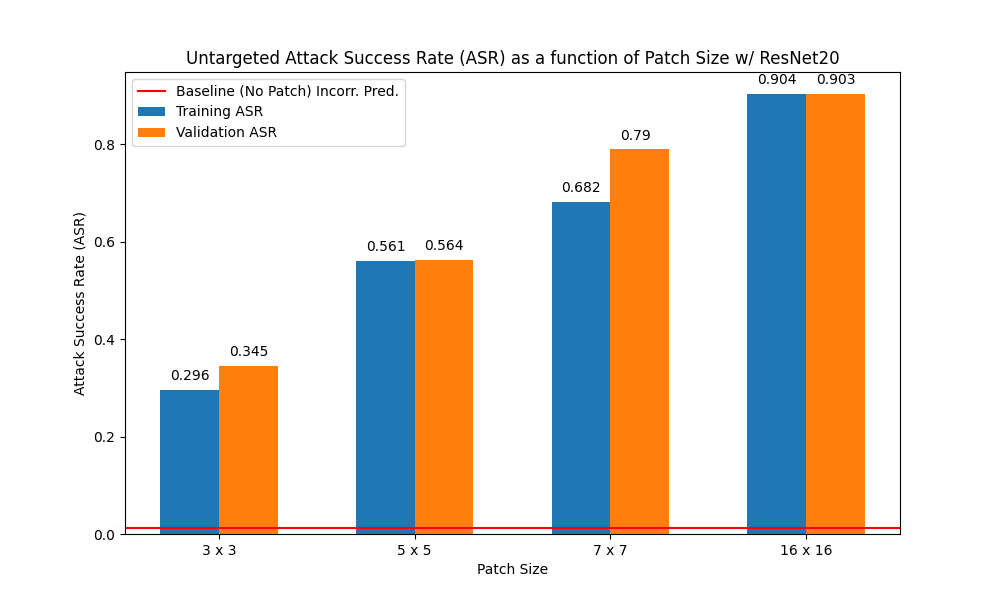 Untargeted Attack Success Rate (ASR) as a function of Patch Size w/ ResNet20
Baseline (No Patch) Incorr. Pred.
Training ASR
Validation ASR
0.904
0.903
0.79
0.682
0.561
0.564
0.296
0.345
Attack Success Rate (ASR)
0.8
0.6
0.4
0.2
0.0
3 x 3
5 x 5
7 x 7
16 x 16
Patch Size